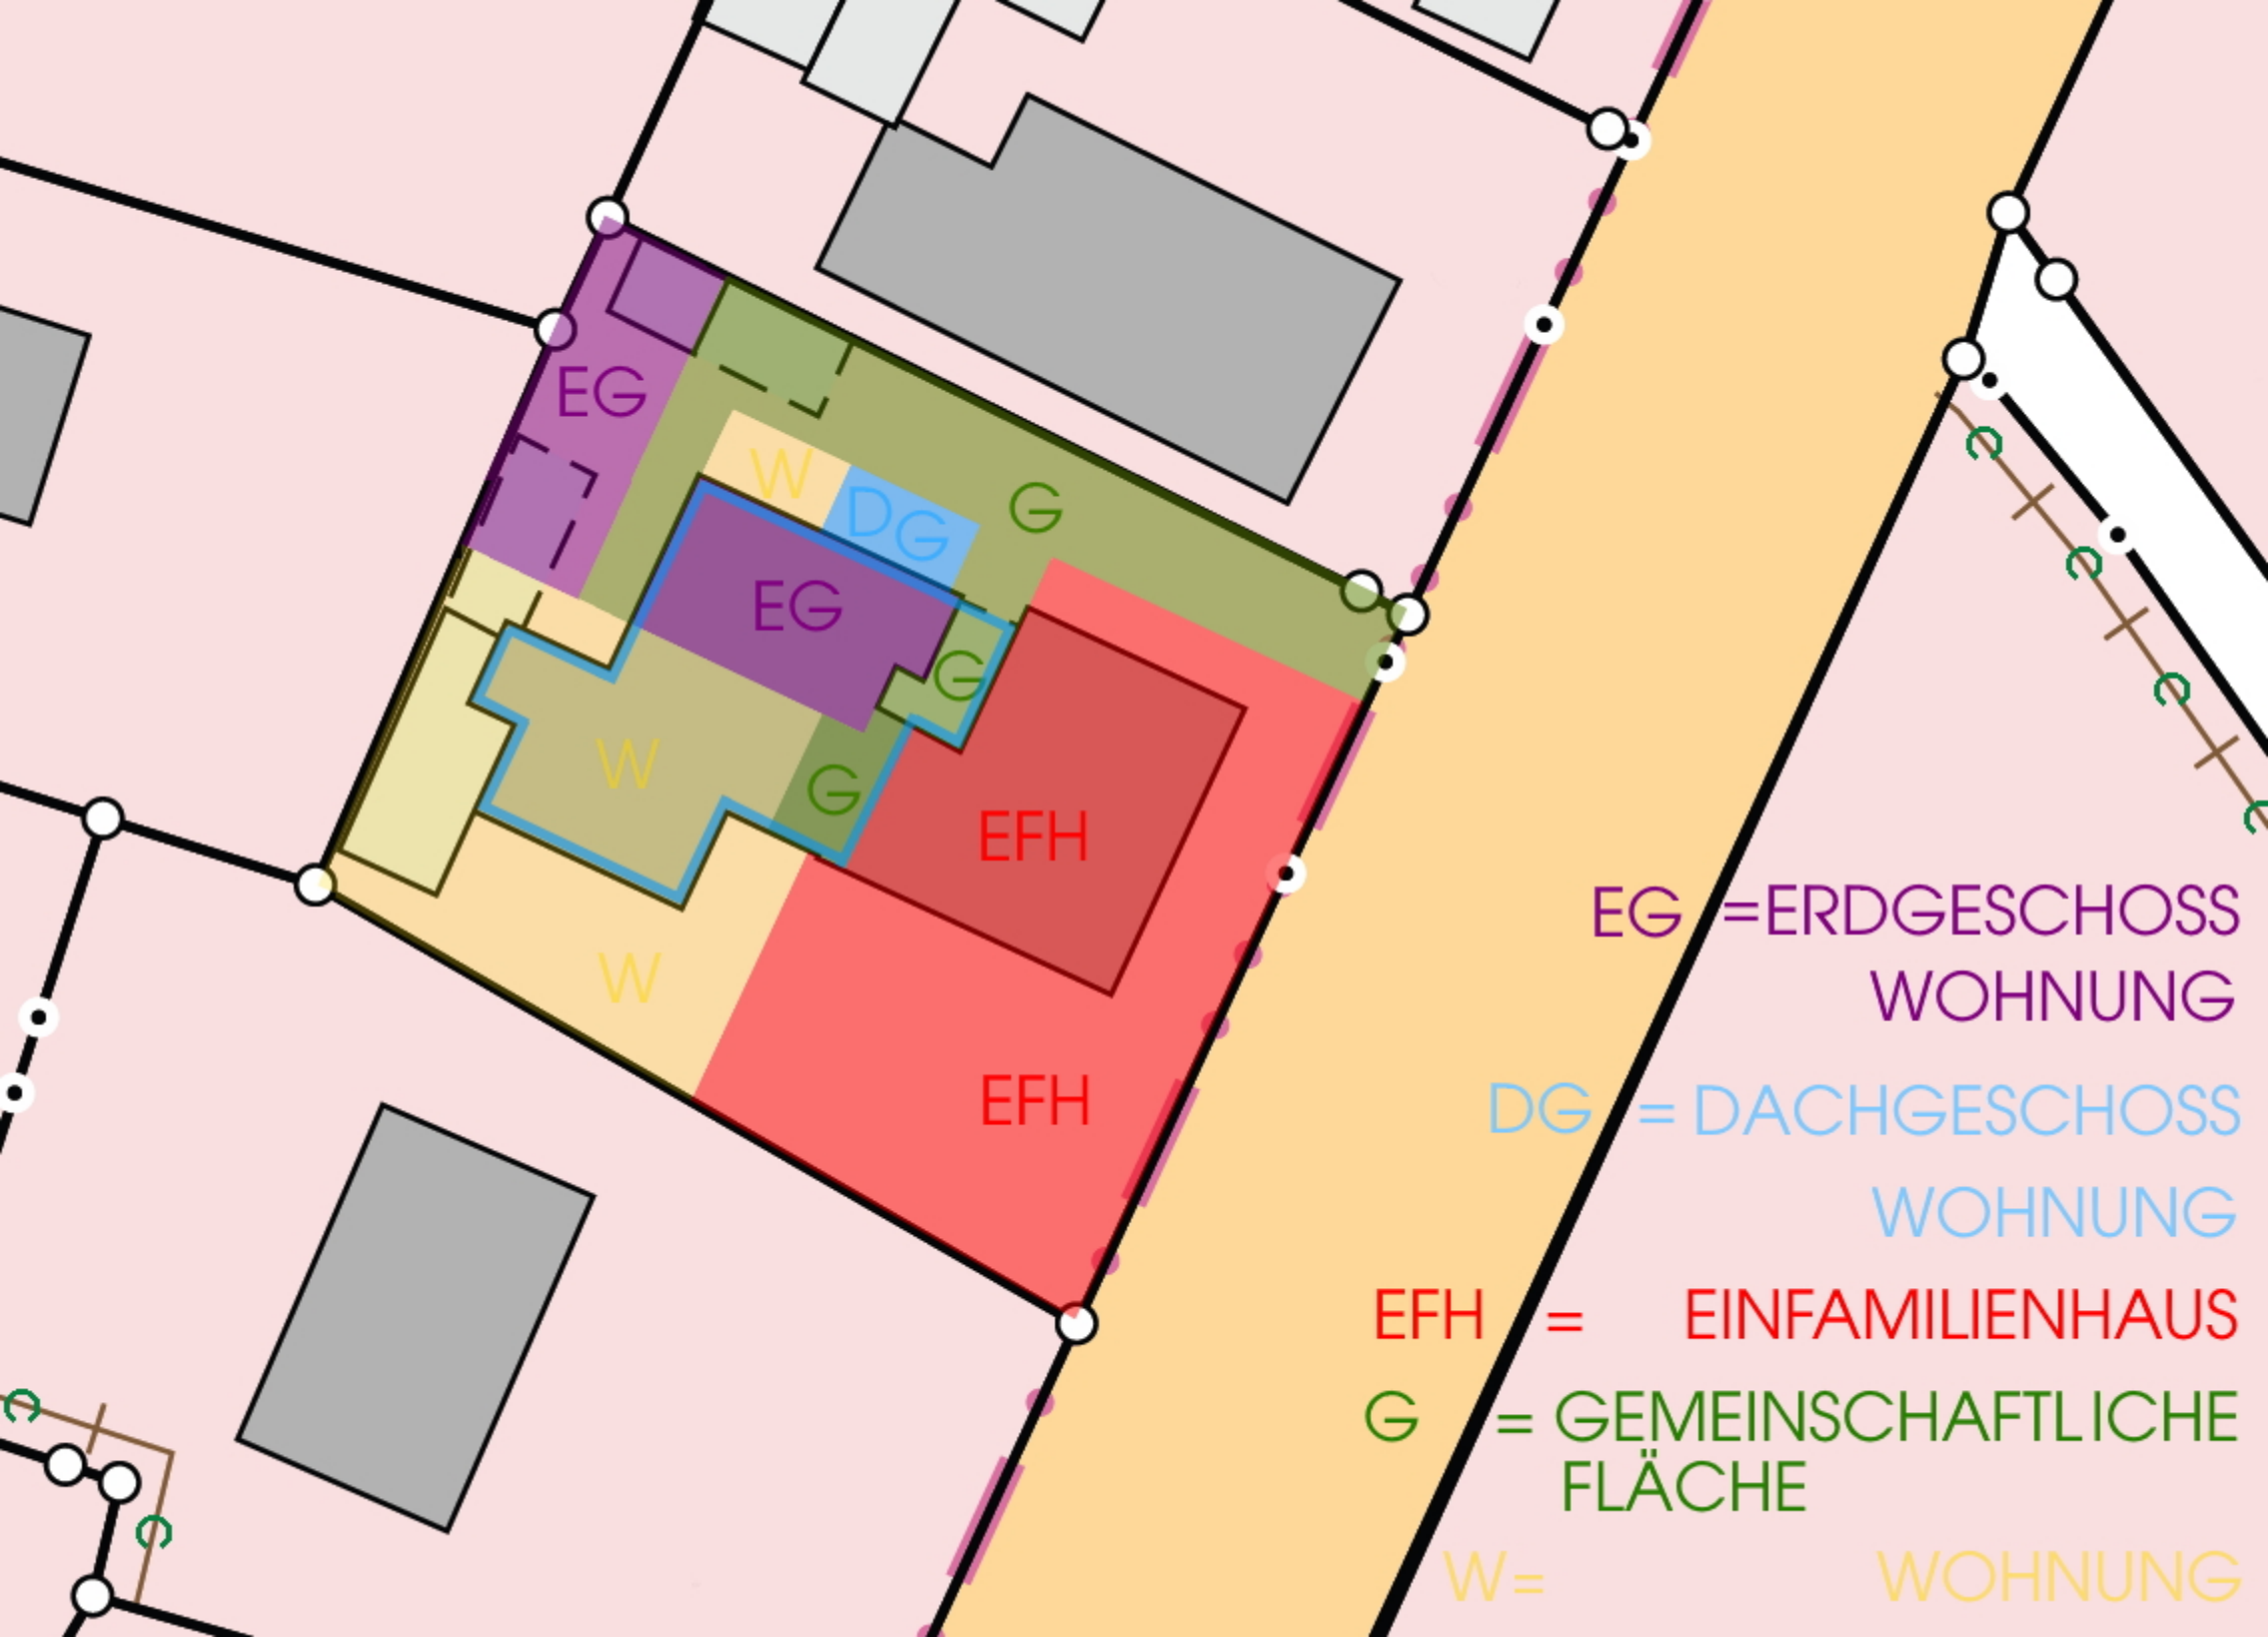 EG
W
DG
G
EG
G
W
G
EFH
W
EFH
EG =ERDGESCHOSS
WOHNUNG
DG = DACHGESCHOSS
WOHNUNG
EFH = EINFAMILIENHAUS
G = GEMEINSCHAFTLICHE
FLÄCHE
W= WOHNUNG